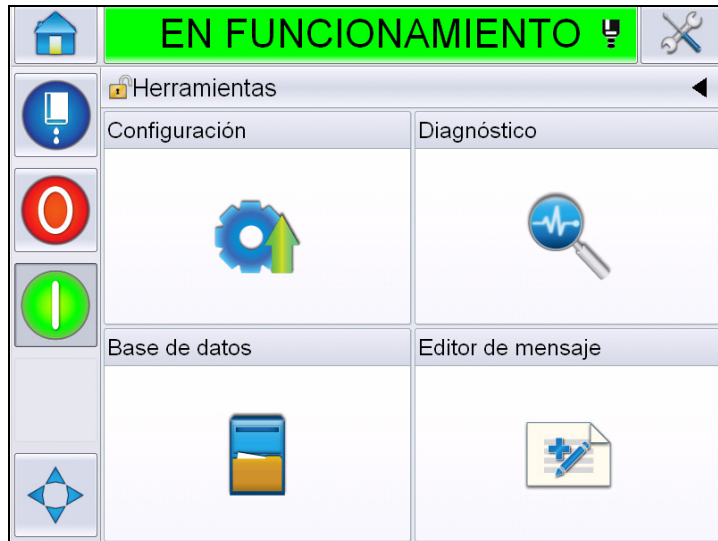 EN FUNCIONAMIENTO
Herramientas
Configuración
Diagnóstico
Base de datos
Editor de mensaje